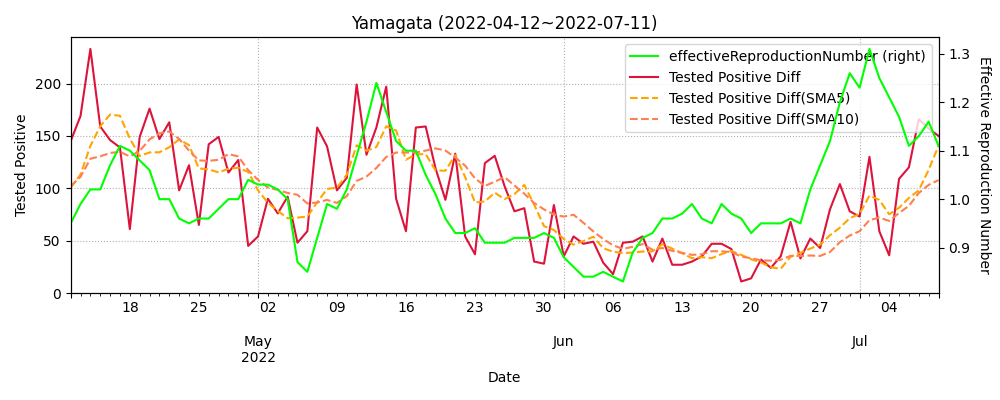 Yamagata (2022-04-12~2022-07-11)
effectiveReproductionNumber (right)
Tested Positive Diff
Tested Positive Diff(SMA5)
Tested Positive Diff(SMA10)
Tested Positive
200
150
100
50
0
1.3
1.2
1.1
1.0
0.9
Effective Reproduction Number
18 25 02 09 16 23 30 06 13 20 27 04
May Jun Jul
2022
Date